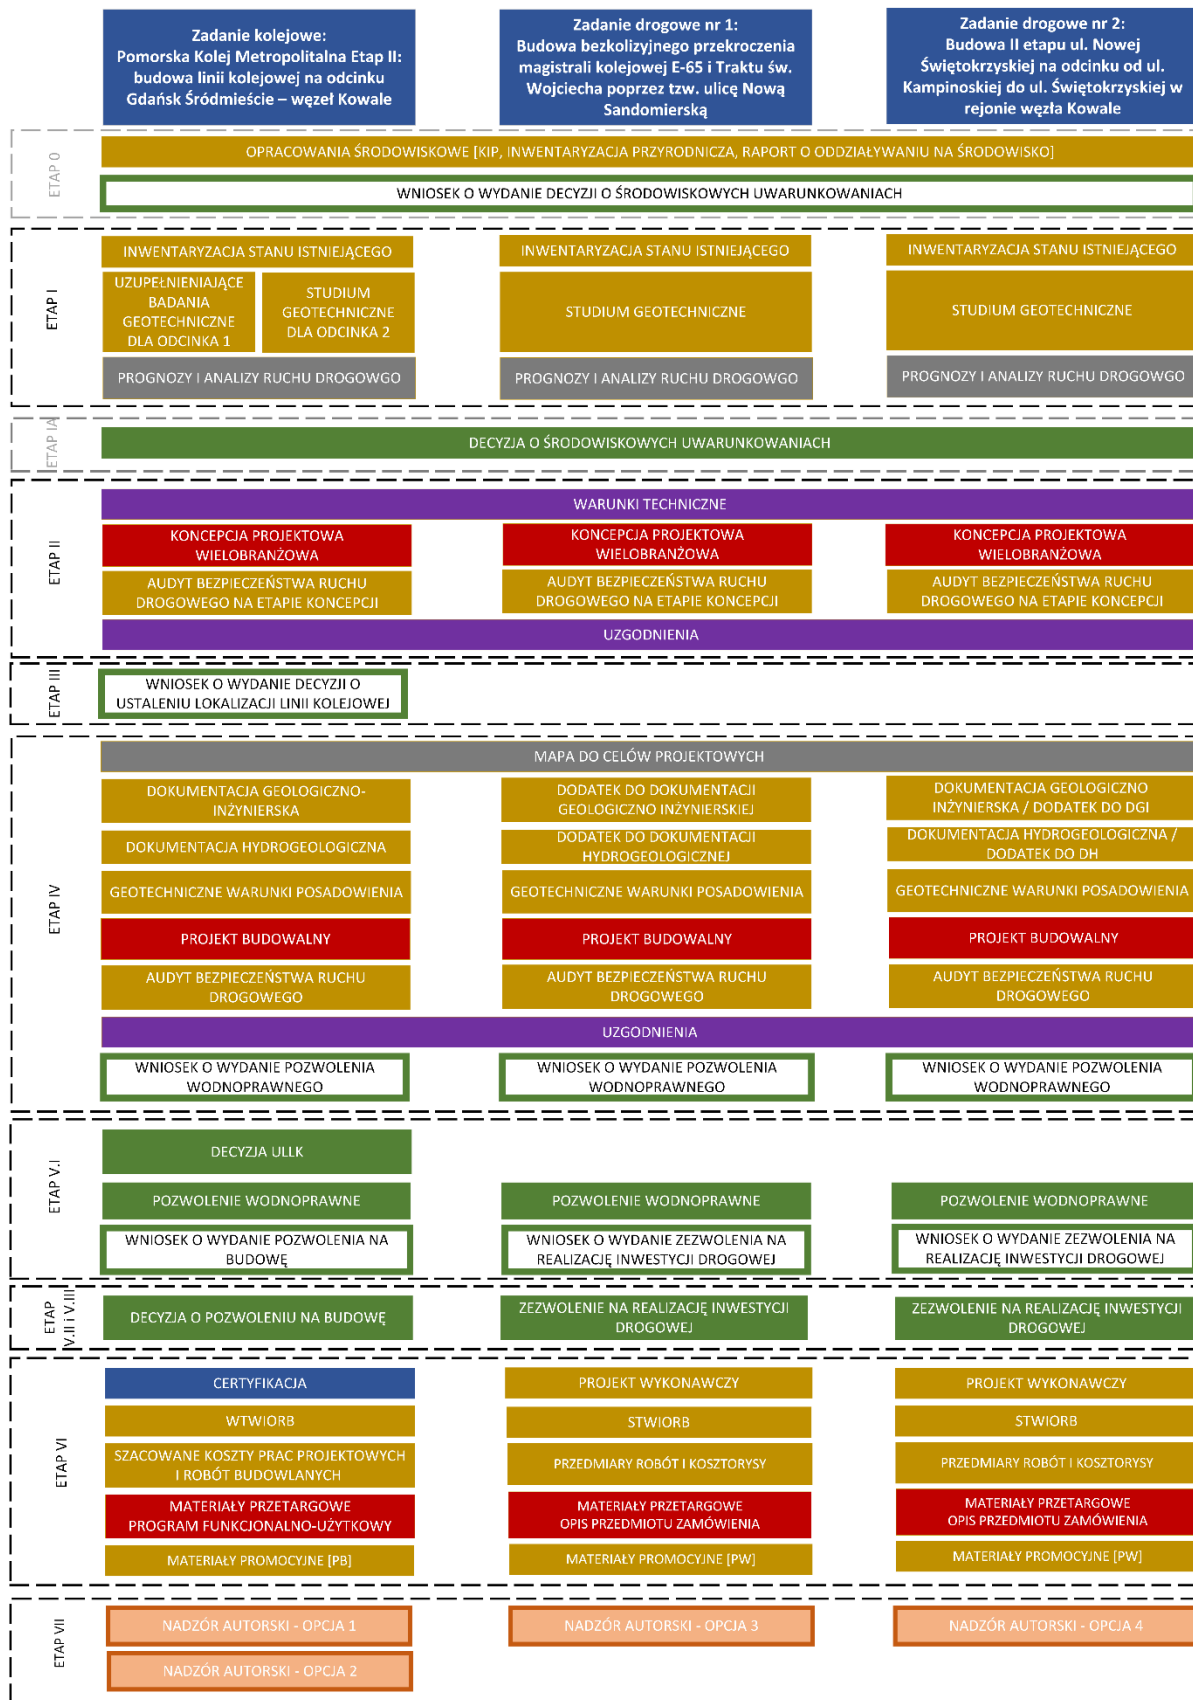 Zadanie kolejowe:
Pomorska Kolej Metropolitalna Etap II:
budowa linii kolejowej na odcinku
Gdańsk Śródmieście – węzeł Kowale
Zadanie drogowe nr 1:
Budowa bezkolizyjnego przekroczenia
magistrali kolejowej E-65 i Traktu św.
Wojciecha poprzez tzw. ulicę Nową
Sandomierską
Zadanie drogowe nr 2:
Budowa II etapu ul. Nowej
Świętokrzyskiej na odcinku od ul.
Kampinoskiej do ul. Świętokrzyskiej w
rejonie węzła Kowale
ETAP 0
OPRACOWANIA ŚRODOWISKOWE [KIP, INWENTARYZACJA PRZYRODNICZA, RAPORT O ODDZIAŁYWANIU NA ŚRODOWISKO]
WNIOSEK O WYDANIE DECYZJI O ŚRODOWISKOWYCH UWARUNKOWANIACH
ETAP I
INWENTARYZACJA STANU ISTNIEJĄCEGO
INWENTARYZACJA STANU ISTNIEJĄCEGO
INWENTARYZACJA STANU ISTNIEJĄCEGO
UZUPEŁNIEJĄCE
BADANIA
GEOTECHNICZNE
DLA ODCINKA 1
STUDIUM
GEOTECHNICZNE
DLA ODCINKA 2
STUDIUM GEOTECHNICZNE
STUDIUM GEOTECHNICZNE
PROGNOZY I ANALIZY RUCHU DROGOWGO
PROGNOZY I ANALIZY RUCHU DROGOWGO
PROGNOZY I ANALIZY RUCHU DROGOWGO
ETAP IA
DECYZJA O ŚRODOWISKOWYCH UWARUNKOWANIACH
ETAP II
WARUNKI TECHNICZNE
KONCEPCJA PROJEKTOWA
WIELOBRANŻOWA
KONCEPCJA PROJEKTOWA
WIELOBRANŻOWA
KONCEPCJA PROJEKTOWA
WIELOBRANŻOWA
AUDYT BEZPIECZEŃSTWA RUCHU
DROGOWEGO NA ETAPIE KONCEPCJI
AUDYT BEZPIECZEŃSTWA RUCHU
DROGOWEGO NA ETAPIE KONCEPCJI
AUDYT BEZPIECZEŃSTWA RUCHU
DROGOWEGO NA ETAPIE KONCEPCJI
UZGODNIENIA
ETAP III
WNIOSEK O WYDANIE DECYZJI O
USTALENIU LOKALIZACJI LINII KOLEJOWEJ
ETAP IV
MAPA DO CELÓW PROJEKTOWYCH
DOKUMENTACJA GEOLOGICZNO-
INŻYNIERSKA
DODATEK DO DOKUMENTACJI
GEOLOGICZNO INŻYNIERSKIEJ
DOKUMENTACJA GEOLOGICZNO
INŻYNIERSKA / DODATEK DO DGI
DOKUMENTACJA HYDROGEOLOGICZNA
DODATEK DO DOKUMENTACJI
HYDROGEOLOGICZNEJ
DOKUMENTACJA HYDROGEOLOGICZNA /
DODATEK DO DH
GEOTECHNICZNE WARUNKI POSADOWIENIA
GEOTECHNICZNE WARUNKI POSADOWIENIA
GEOTECHNICZNE WARUNKI POSADOWIENIA
PROJEKT BUDOWALNY
PROJEKT BUDOWALNY
PROJEKT BUDOWALNY
AUDYT BEZPIECZEŃSTWA RUCHU
DROGOWEGO
AUDYT BEZPIECZEŃSTWA RUCHU
DROGOWEGO
AUDYT BEZPIECZEŃSTWA RUCHU
DROGOWEGO
UZGODNIENIA
WNIOSEK O WYDANIE POZWOLENIA
WODNOPRAWNEGO
WNIOSEK O WYDANIE POZWOLENIA
WODNOPRAWNEGO
WNIOSEK O WYDANIE POZWOLENIA
WODNOPRAWNEGO
ETAP V.I
DECYZJA ULLK
POZWOLENIE WODNOPRAWNE
POZWOLENIE WODNOPRAWNE
POZWOLENIE WODNOPRAWNE
WNIOSEK O WYDANIE POZWOLENIA NA
BUDOWĘ
WNIOSEK O WYDANIE ZEZWOLENIA NA
REALIZACJĘ INWESTYCJI DROGOWEJ
WNIOSEK O WYDANIE ZEZWOLENIA NA
REALIZACJĘ INWESTYCJI DROGOWEJ
ETAP
V.II i V.III
DECYZJA O POZWOLENIU NA BUDOWĘ
ZEZWOLENIE NA REALIZACJĘ INWESTYCJI
DROGOWEJ
ZEZWOLENIE NA REALIZACJĘ INWESTYCJI
DROGOWEJ
ETAP VI
CERTYFIKACJA
PROJEKT WYKONAWCZY
PROJEKT WYKONAWCZY
WTWIORB
STWIORB
STWIORB
SZACOWANE KOSZTY PRAC PROJEKTOWYCH
I ROBÓT BUDOWLANYCH
PRZEDMIARY ROBÓT I KOSZTORYSY
PRZEDMIARY ROBÓT I KOSZTORYSY
MATERIAŁY PRZETARGOWE
PROGRAM FUNKCJONALNO-UŻYTKOWY
MATERIAŁY PRZETARGOWE
OPIS PRZEDMIOTU ZAMÓWIENIA
MATERIAŁY PRZETARGOWE
OPIS PRZEDMIOTU ZAMÓWIENIA
MATERIAŁY PROMOCYJNE [PB]
MATERIAŁY PROMOCYJNE [PW]
MATERIAŁY PROMOCYJNE [PW]
ETAP VII
NADZÓR AUTORSKI - OPCJA 1
NADZÓR AUTORSKI - OPCJA 3
NADZÓR AUTORSKI - OPCJA 4
NADZÓR AUTORSKI - OPCJA 2